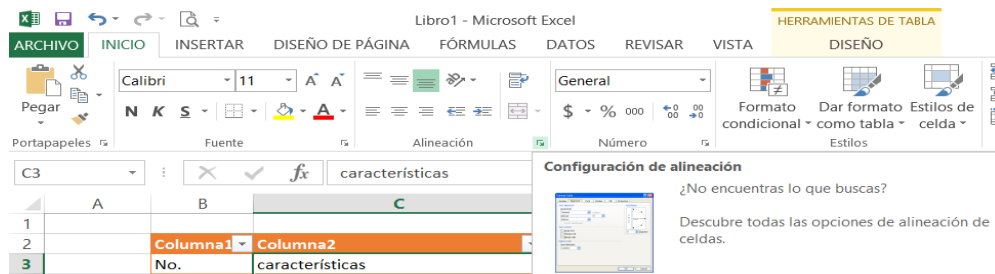 Libro1 - Microsoft Excel
HERRAMIENTAS DE TABLA
ARCHIVO INICIO INSERTAR DISEÑO DE PÁGINA FÓRMULAS DATOS REVISAR VISTA DISEÑO
Calibri 11 A A General
Pegar N K S A $ % 000 Formato condicional Dar formato como tabla Estilos de celda
Portapapeles Fuente Alineación Número Estilos
C3 fx características
Configuración de alineación
¿No encuentras lo que buscas?
Descubre todas las opciones de alineación de
celdas.
A B C
1
2 Columna1 Columna2
3 No. características